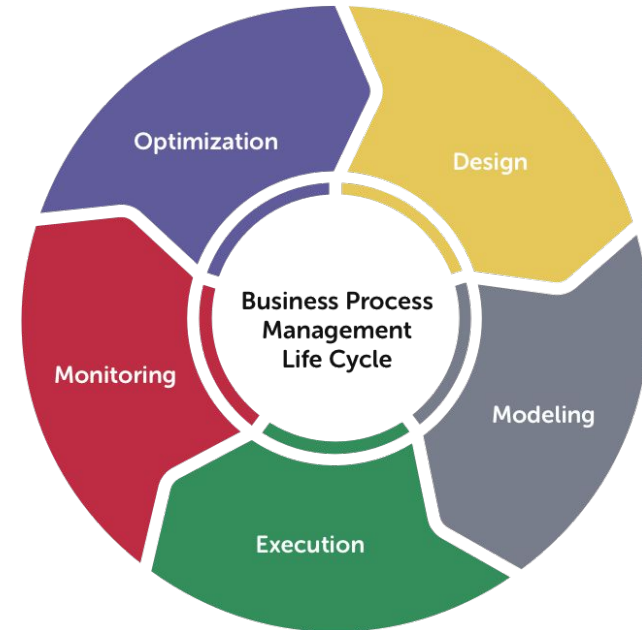 Optimization
Design
Business Process
Management
Life Cycle
Monitoring
Modeling
Execution